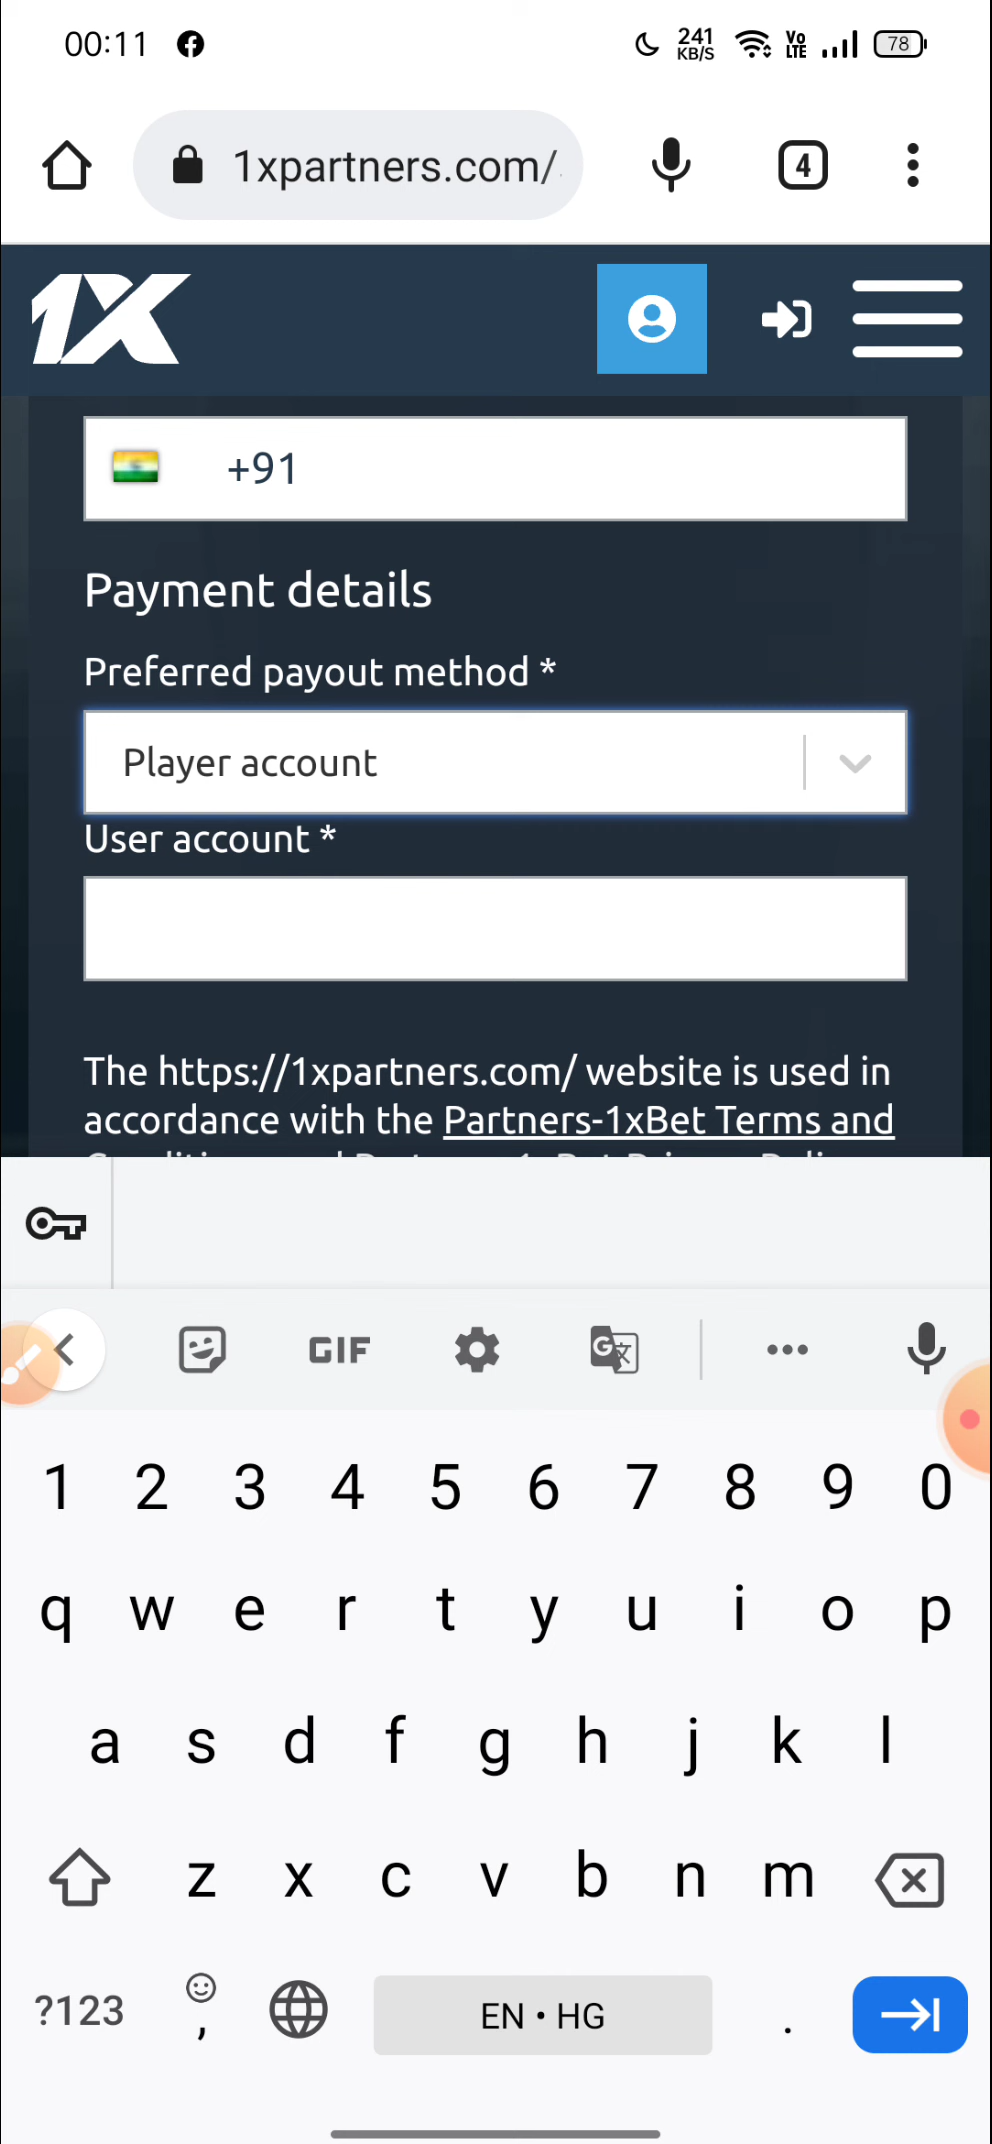 00:11
241
KB/S
Vo
LTE
78
1xpartners.com/
4
1X
+91
Payment details
Preferred payout method *
Player account
User account *
The https://1xpartners.com/ website is used in
accordance with the Partners-1xBet Terms and
GIF
G
1 2 3 4 5 6 7 8 9 0
q w e r t y u i o p
a s d f g h j k l
z x c v b n m
?123 , EN • HG .